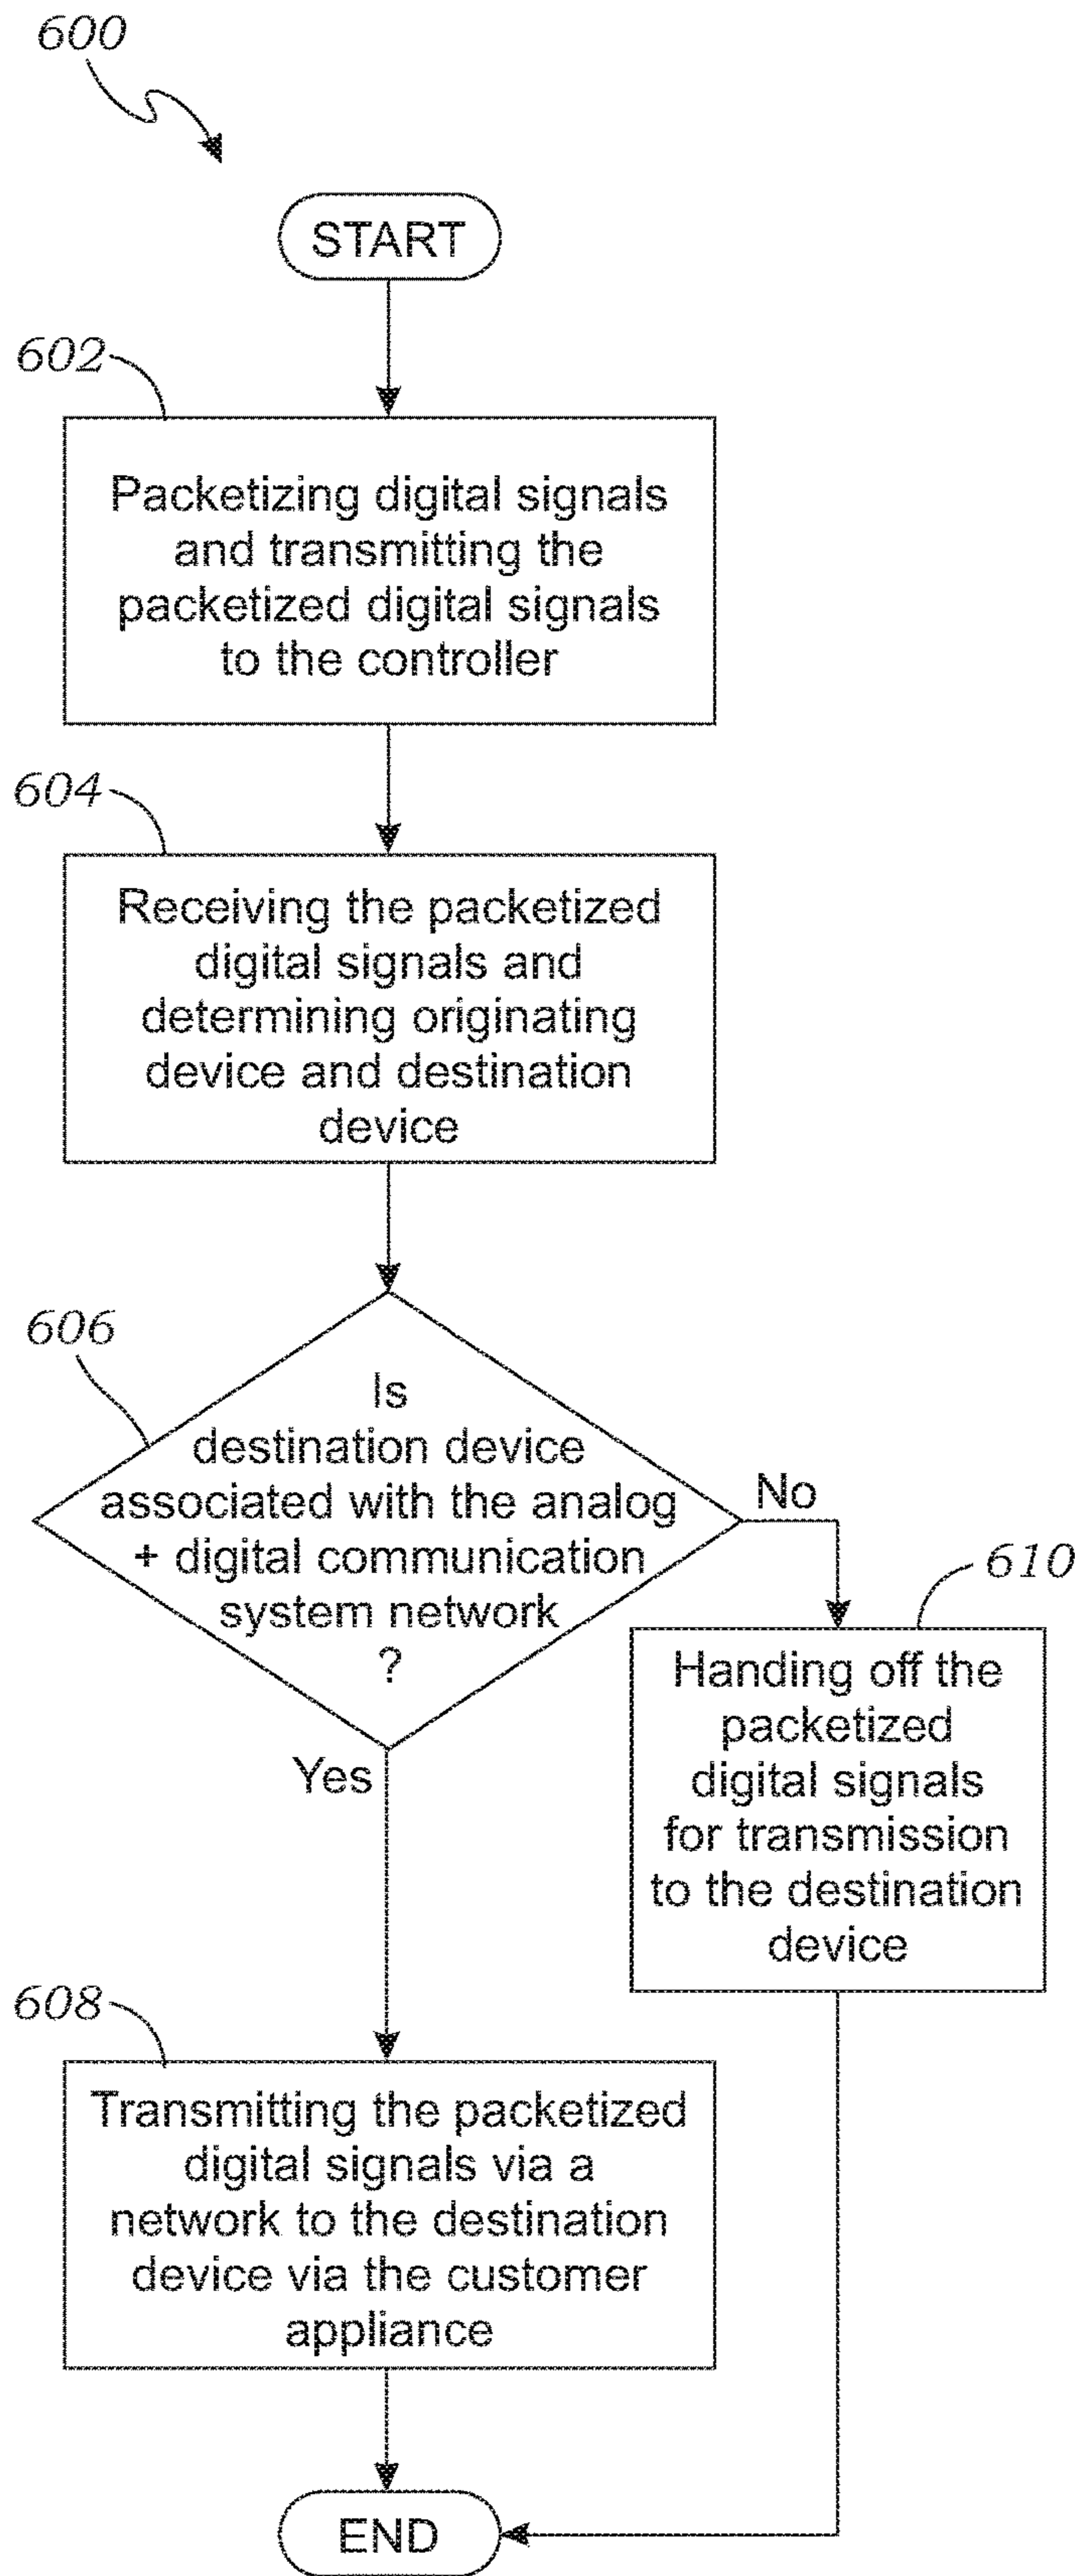 600
START
602
Packetizing digital signals
and transmitting the
packetized digital signals
to the controller
604
Receiving the packetized
digital signals and
determining originating
device and destination
device
606
Is
destination device
associated with the analog
+ digital communication
system network
?
No
610
Handing off the
packetized
digital signals
for transmission
to the destination
device
Yes
608
Transmitting the packetized
digital signals via a
network to the destination
device via the customer
appliance
END